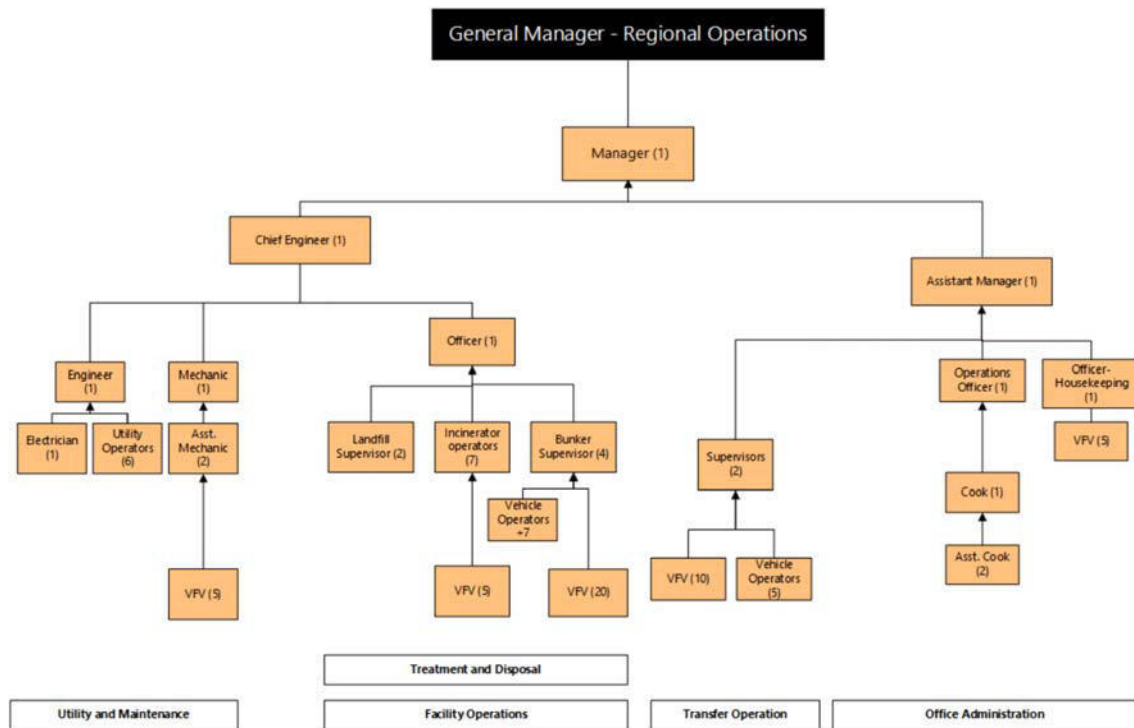 General Manager - Regional Operations
Manager (1)
Chief Engineer (1)
Assistant Manager (1)
Officer (1)
Engineer
(1)
Mechanic
(1)
Operations
Officer (1)
Officer-
Housekeeping
(1)
Electrician
(1)
Utility
Operators
(6)
Asst.
Mechanic
(2)
Landfill
Supervisor (2)
Incinerator
operators
(7)
Bunker
Supervisor (4)
Supervisors
(2)
VFV (5)
Vehicle
Operators
+7
Cook (1)
VFV (5)
VFV (5)
VFV (20)
VFV (10)
Vehicle
Operators
(5)
Asst. Cook
(2)
Treatment and Disposal
Utility and Maintenance
Facility Operations
Transfer Operation
Office Administration